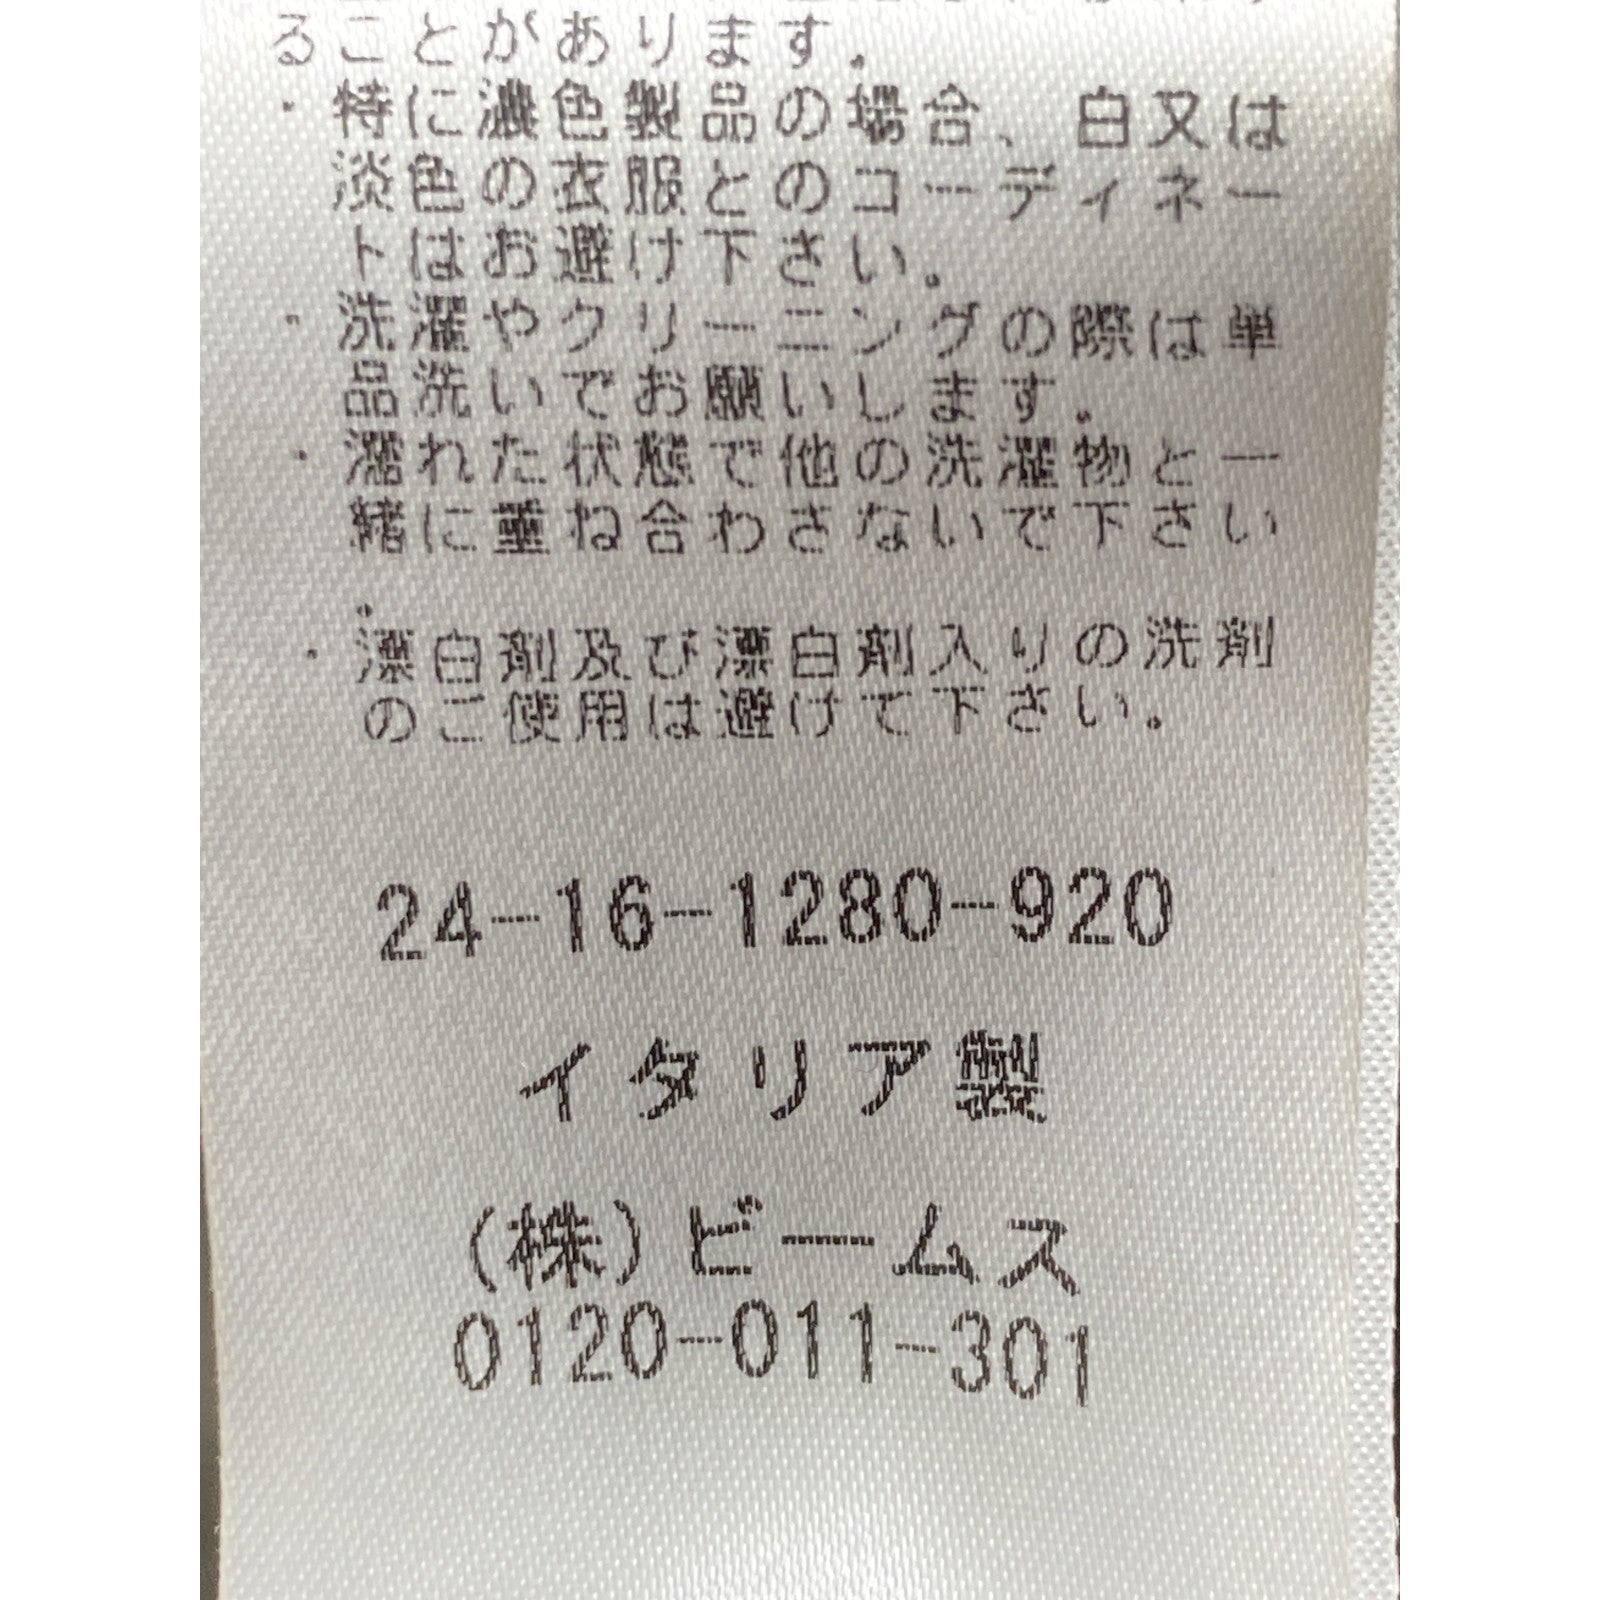 ることがあります。
・特に濃色製品の場合、白又は
淡色の衣服とのコーディネー
トはお避け下さい。
・洗濯やクリーニングの際は単
品洗いでお願いします。
・濡れた状態で他の洗濯物と一
緒に重ね合わさないで下さい
。
・漂白剤及び漂白剤入りの洗剤
のご使用は避けて下さい。
24-16-1280-920
イタリア製
(株)ビームス
0120-011-301